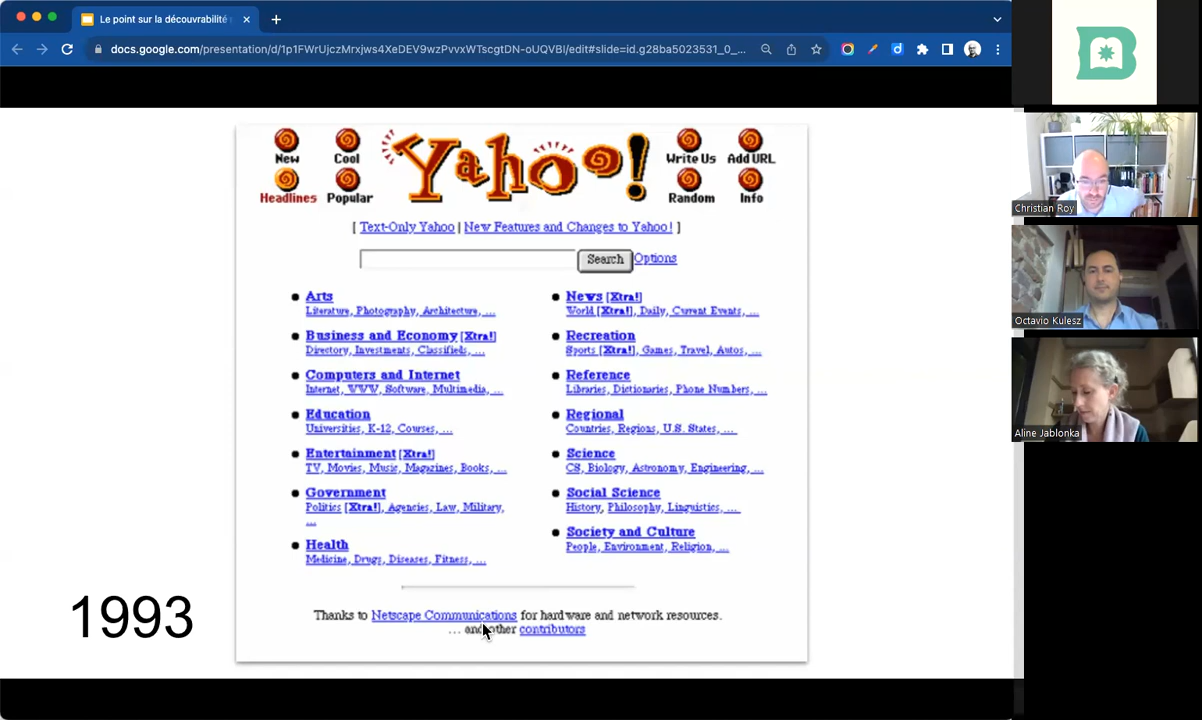 Le point sur la découvrabilité
docs.google.com/presentation/d/1p1FWrUjczMrxjws4XeDEV9wzPvvxWTscgtDN-oUQVBI/edit#slide=id.g28ba5023531_0_...
New
Cool
Yahoo!
Write Us
Add URL
Headlines
Popular
Random
Info
[ Text-Only Yahoo | New Features and Changes to Yahoo! ]
Search Options
Arts
Literature, Photography, Architecture, ...
Business and Economy [Xtra!]
Directory, Investments, Classifieds, ...
Computers and Internet
Internet, WWW, Software, Multimedia, ...
Education
Universities, K-12, Courses, ...
Entertainment [Xtra!]
TV, Movies, Music, Magazines, Books, ...
Government
Politics [Xtra!], Agencies, Law, Military,
...
Health
Medicine, Drugs, Diseases, Fitness, ...
News [Xtra!]
World [Xtra!], Daily, Current Events, ...
Recreation
Sports [Xtra!], Games, Travel, Autos, ...
Reference
Libraries, Dictionaries, Phone Numbers, ...
Regional
Countries, Regions, U.S. States, ...
Science
CS, Biology, Astronomy, Engineering, ...
Social Science
History, Philosophy, Linguistics, ...
Society and Culture
People, Environment, Religion, ...
Thanks to Netscape Communications for hardware and network resources.
... and other contributors
1993
Christian Roy
Octavio Kulesz
Aline Jablonka